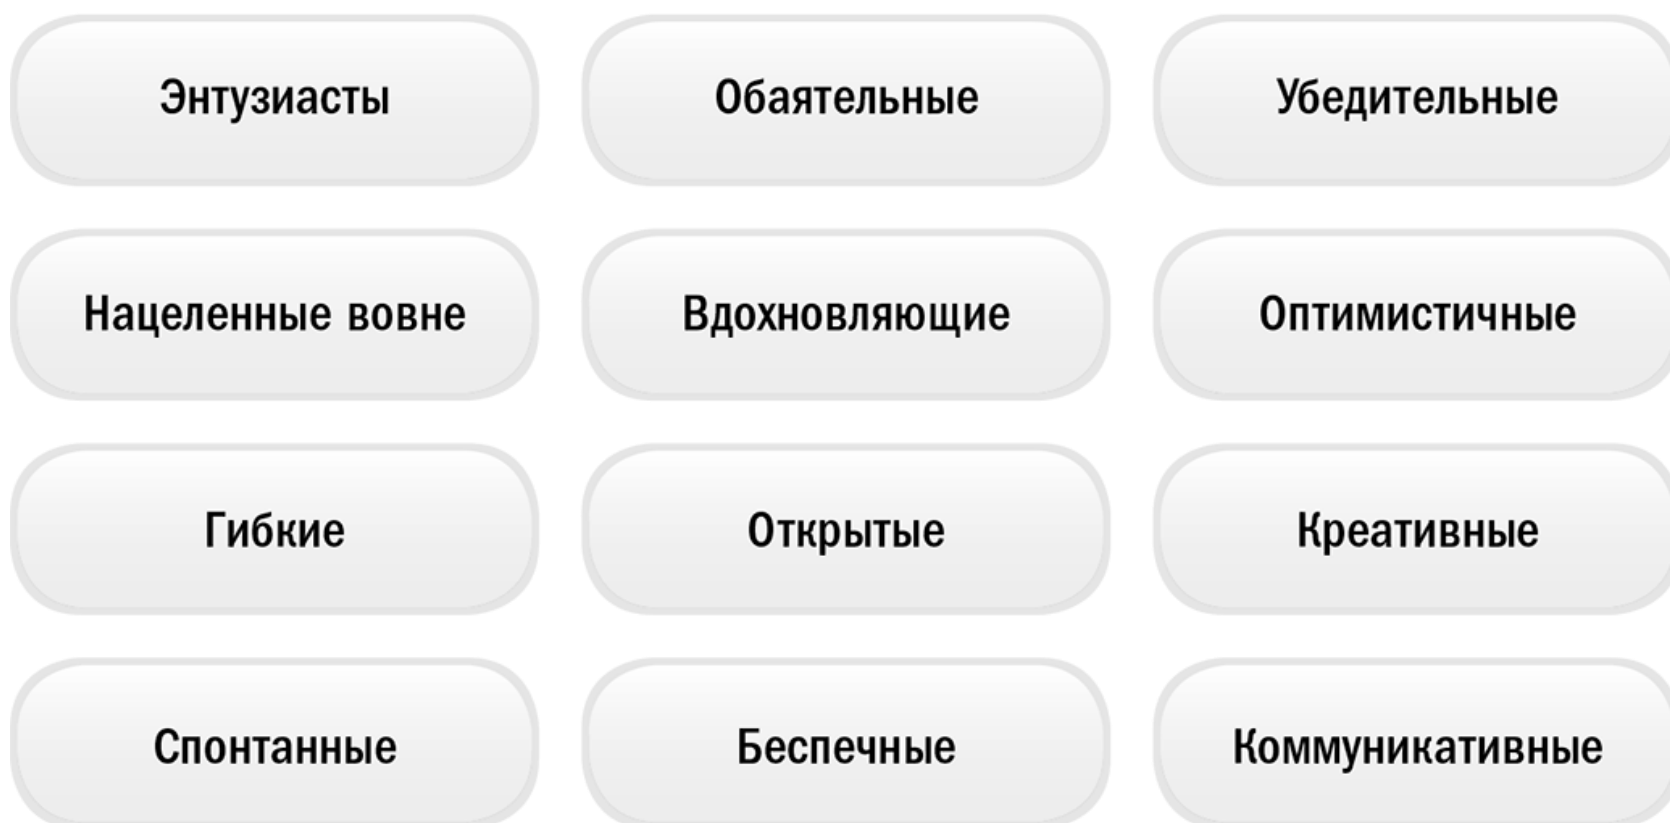 Энтузиасты
Обаятельные
Убедительные
Нацеленные вовне
Вдохновляющие
Оптимистичные
Гибкие
Открытые
Креативные
Спонтанные
Беспечные
Коммуникативные